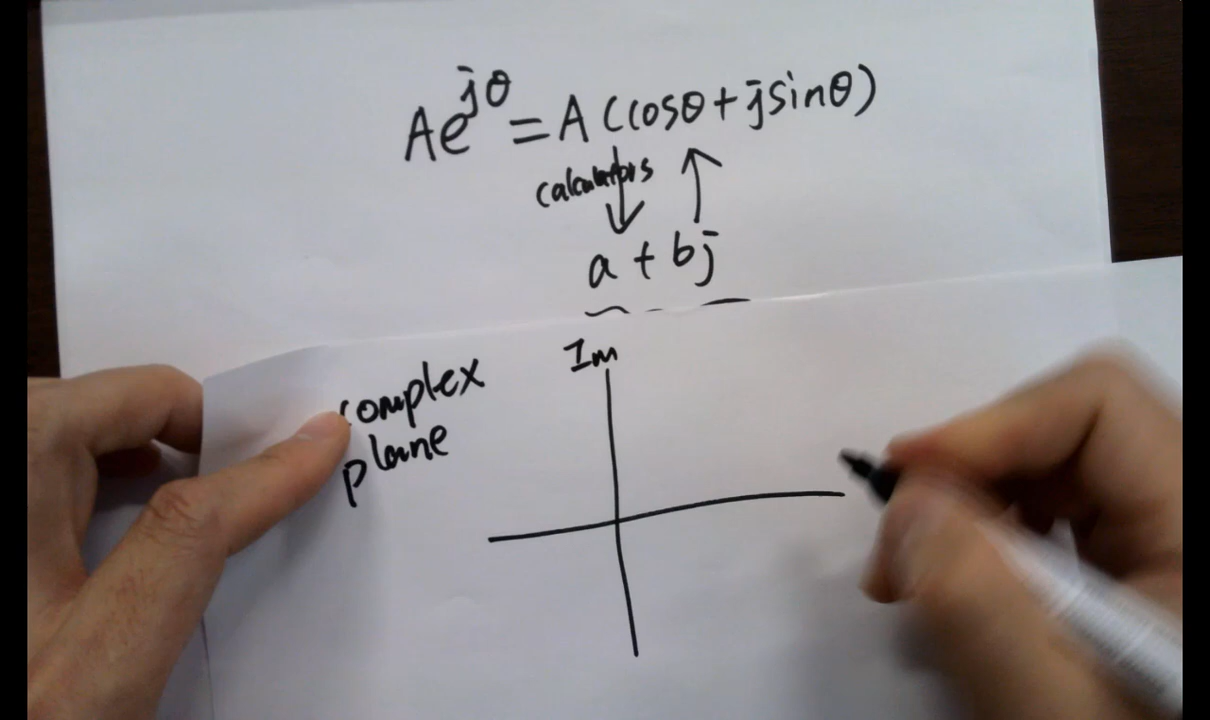 Ae^jθ = A (cosθ + jsinθ)
calculators
a + bj
complex
plane
Im